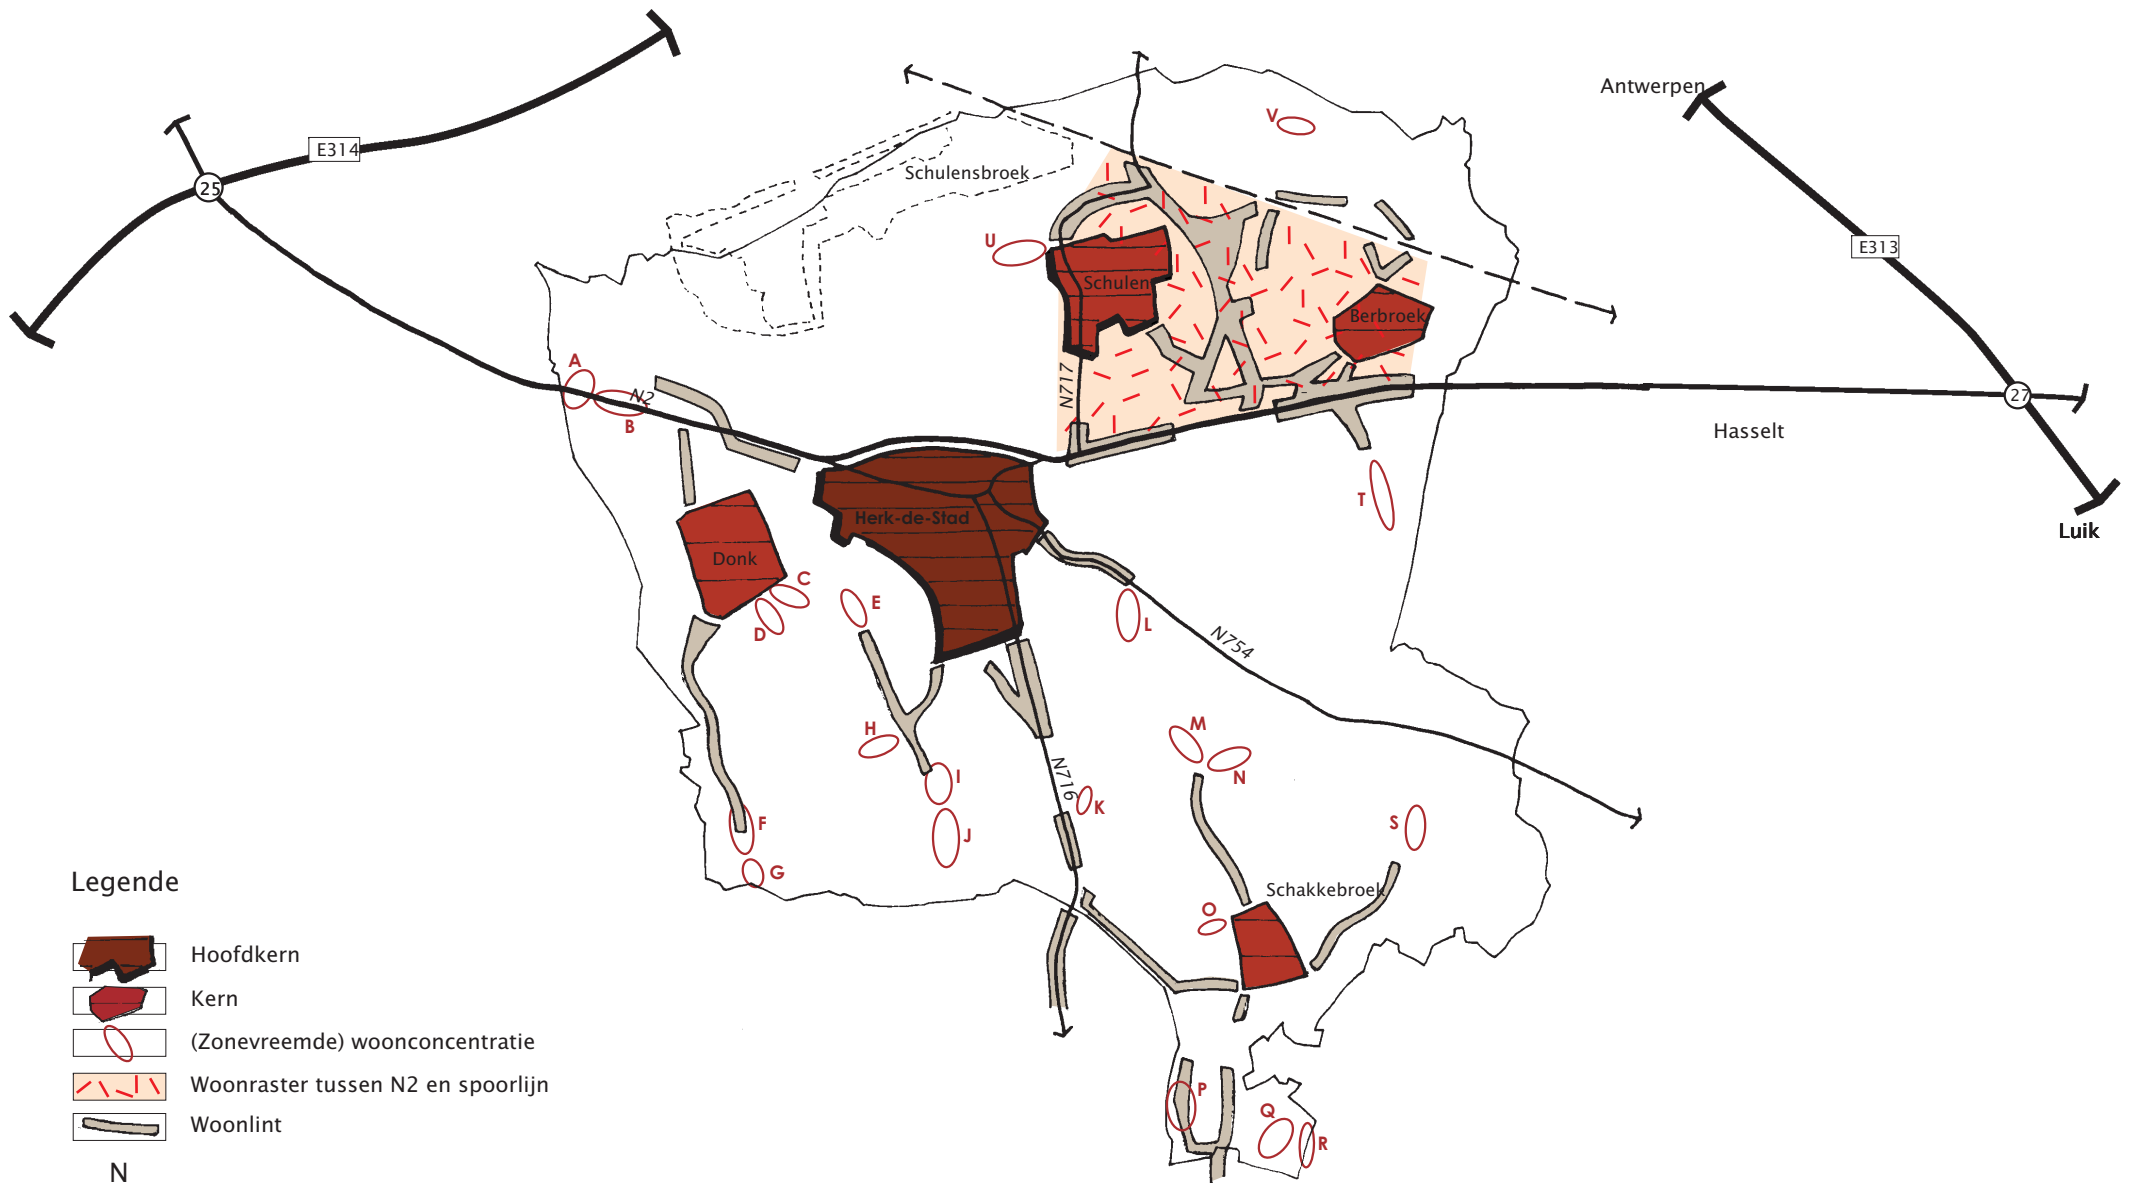 Antwerpen
V
E314
Schulensbroek
25
U
E313
Schulen
Berbroek
A
N717
N2
27
B
Hasselt
T
Herk-de-Stad
Luik
Donk
C
E
D
L
N754
M
H
N
I
N716
K
F
J
S
G
Legende
Schakkebroek
O
Hoofdkern
Kern
(Zonevreemde) woonconcentratie
Woonraster tussen N2 en spoorlijn
P
Q
Woonlint
R
N